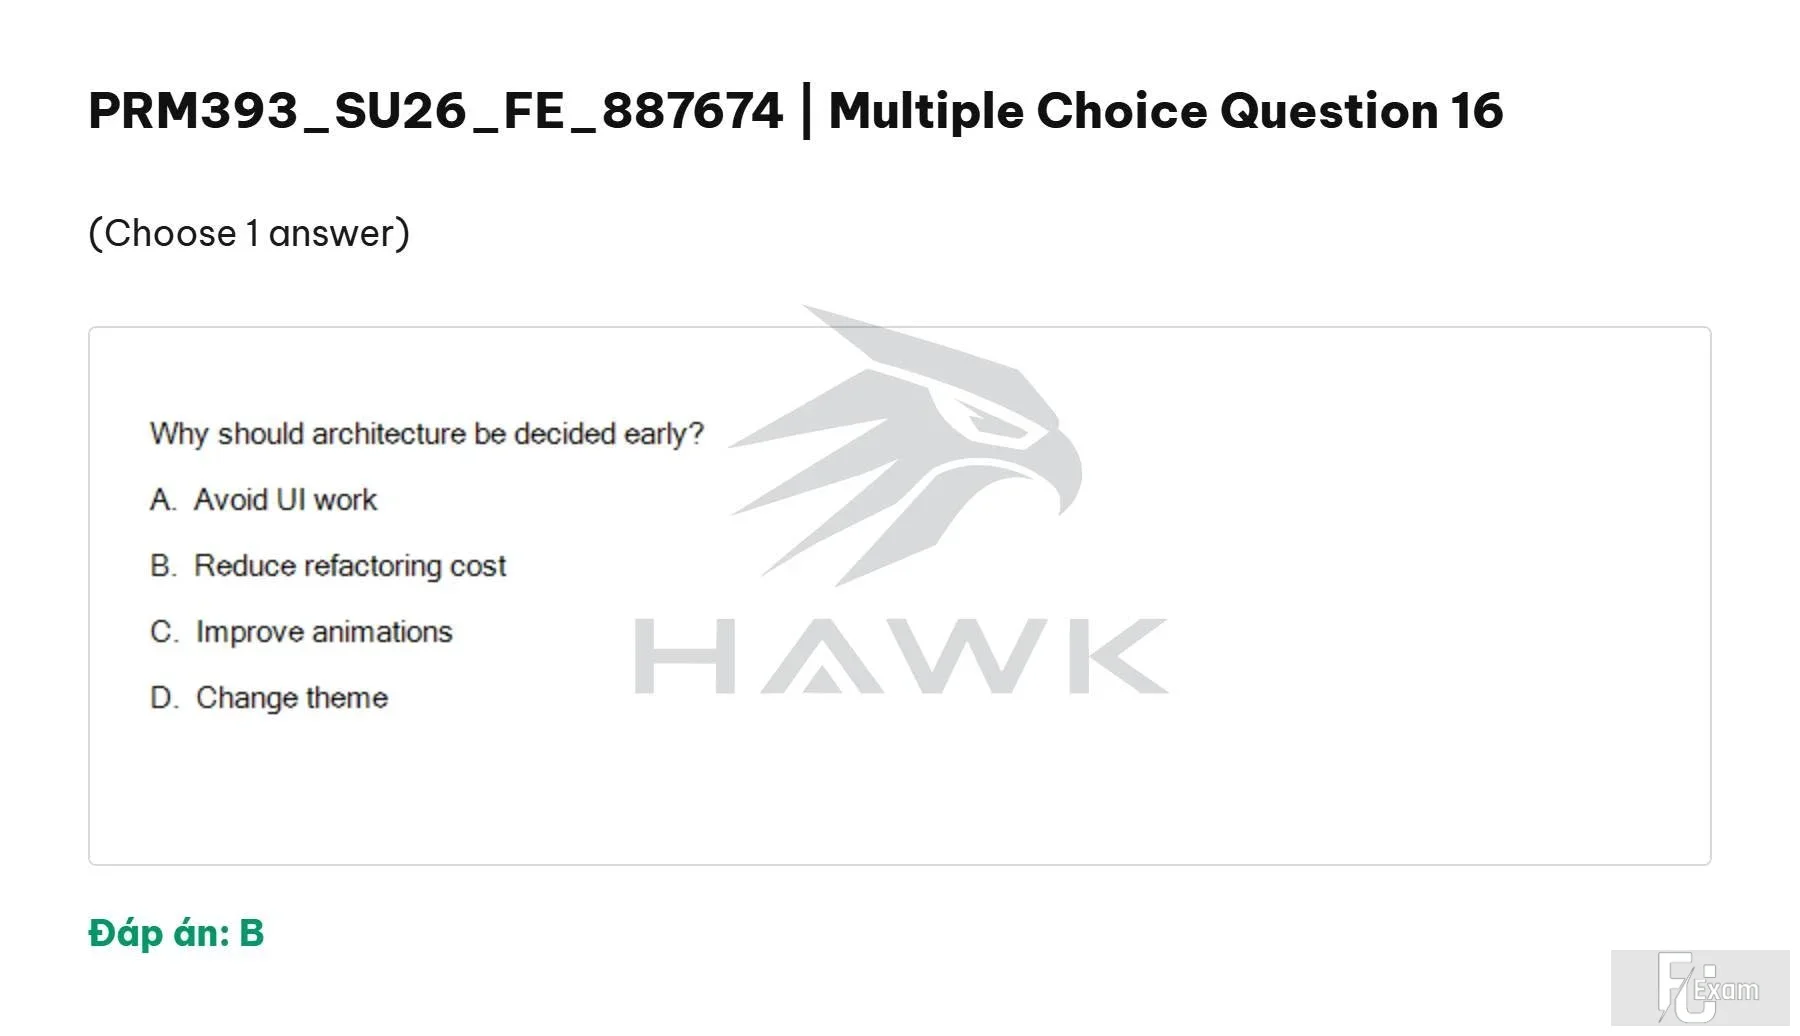 PRM393_SU26_FE_887674 | Multiple Choice Question 16
(Choose 1 answer)
Why should architecture be decided early?
A. Avoid UI work
B. Reduce refactoring cost
C. Improve animations
D. Change theme
HAWK
Đáp án: B
FU Exam